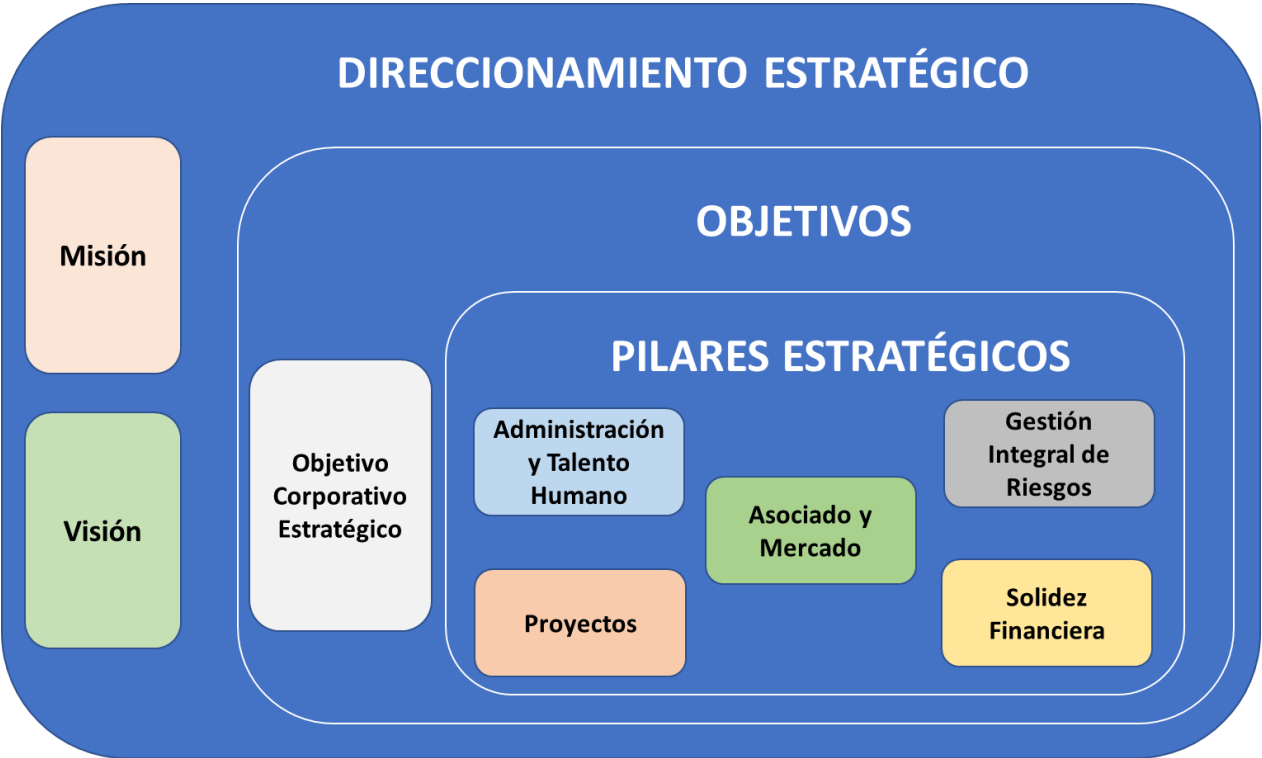 DIRECCIONAMIENTO ESTRATÉGICO
Misión
Visión
OBJETIVOS
Objetivo
Corporativo
Estratégico
PILARES ESTRATÉGICOS
Administración
y Talento
Humano
Proyectos
Asociado y
Mercado
Gestión
Integral de
Riesgos
Solidez
Financiera